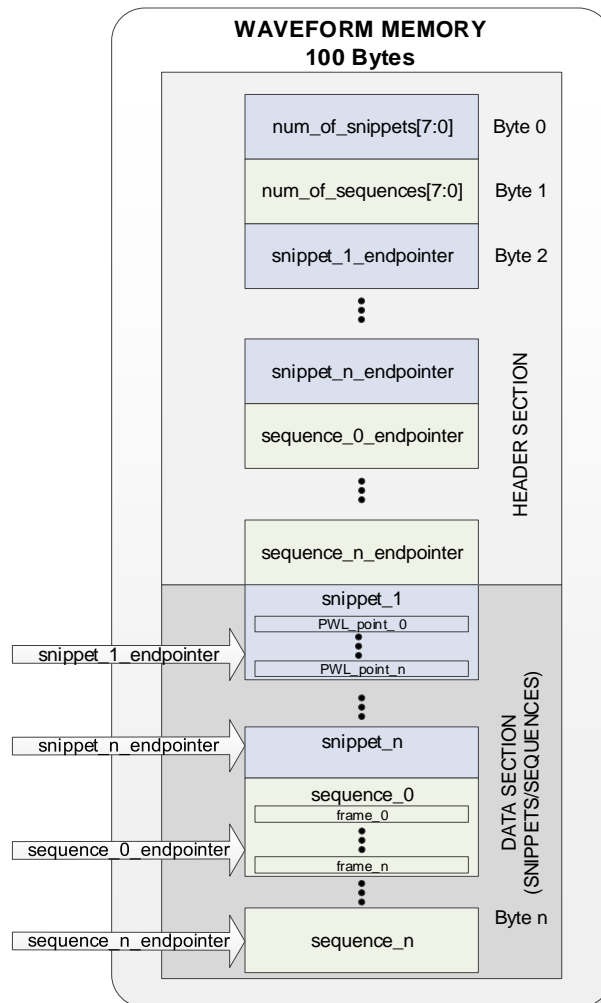 WAVEFORM MEMORY
100 Bytes
num_of_snippets[7:0]
Byte 0
num_of_sequences[7:0]
Byte 1
snippet_1_endpointer
Byte 2
snippet_n_endpointer
sequence_0_endpointer
HEADER SECTION
sequence_n_endpointer
snippet_1
PWL_point_0
snippet_1_endpointer
PWL_point_n
snippet_n_endpointer
snippet_n
DATA SECTION
(SNIPPETS/SEQUENCES)
sequence_0
frame_0
sequence_0_endpointer
frame_n
Byte n
sequence_n_endpointer
sequence_n